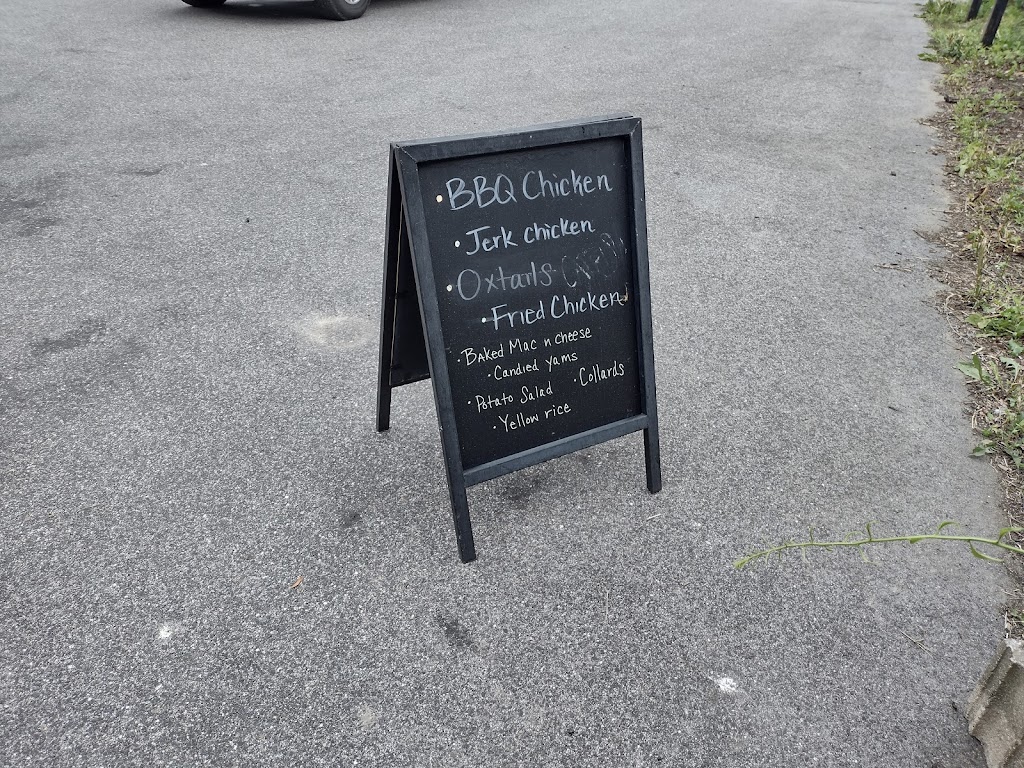 • BBQ Chicken
• Jerk chicken
• Oxtails
• Fried Chicken
• Baked Mac n cheese
• Candied yams
• Potato Salad • Collards
• Yellow rice